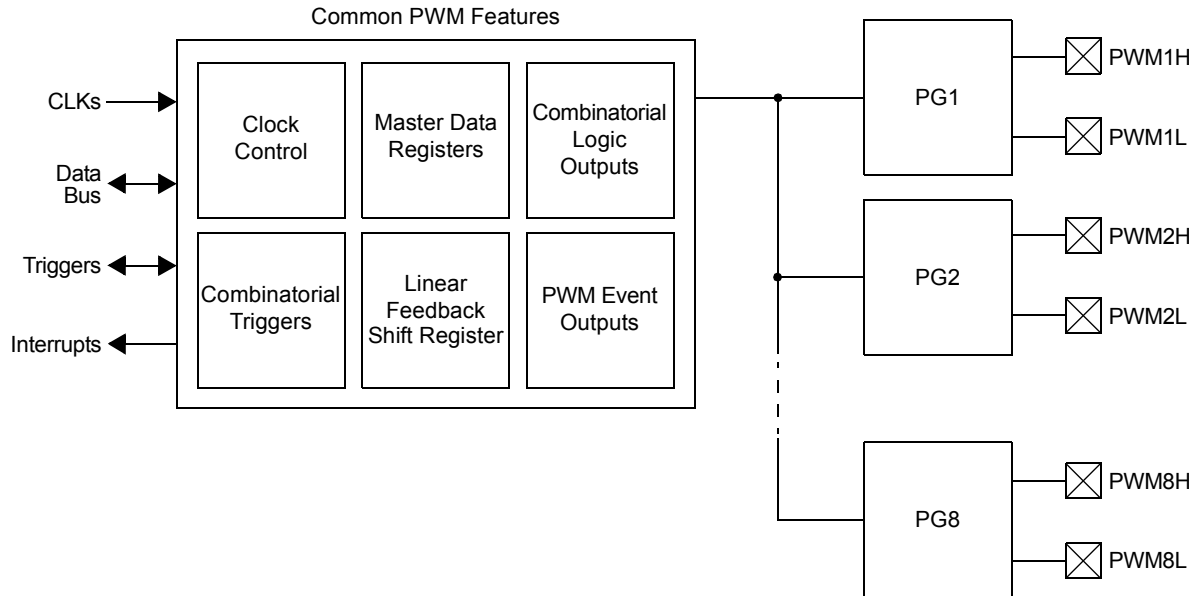 Common PWM Features
CLKs
Data
Bus
Triggers
Interrupts
Clock
Control
Master Data
Registers
Combinatorial
Logic
Outputs
Combinatorial
Triggers
Linear
Feedback
Shift Register
PWM Event
Outputs
PG1
PWM1H
PWM1L
PG2
PWM2H
PWM2L
PG8
PWM8H
PWM8L